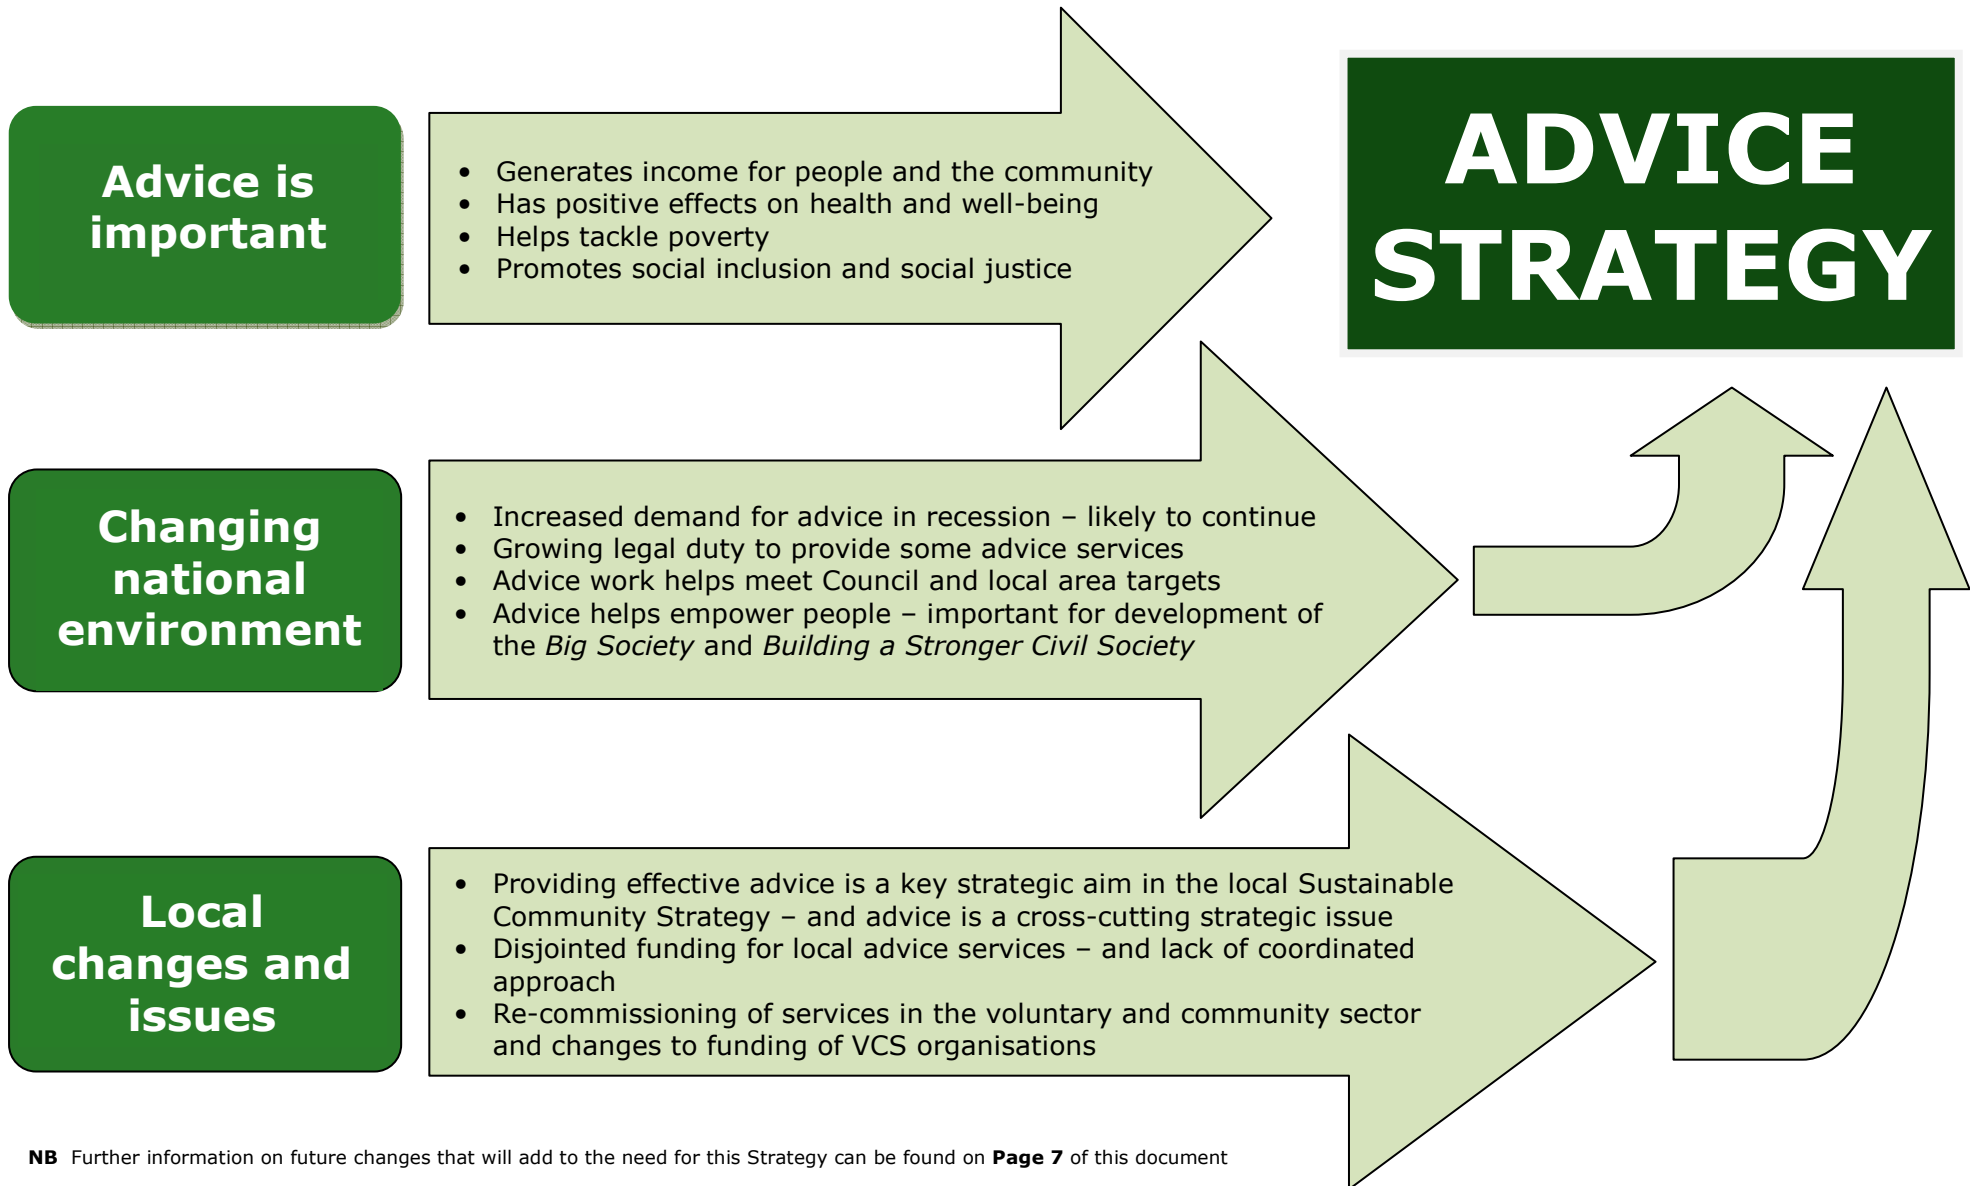 ADVICE
STRATEGY
Advice is
important
• Generates income for people and the community
• Has positive effects on health and well-being
• Helps tackle poverty
• Promotes social inclusion and social justice
Changing
national
environment
• Increased demand for advice in recession – likely to continue
• Growing legal duty to provide some advice services
• Advice work helps meet Council and local area targets
• Advice helps empower people – important for development of
the Big Society and Building a Stronger Civil Society
Local
changes and
issues
• Providing effective advice is a key strategic aim in the local Sustainable
Community Strategy – and advice is a cross-cutting strategic issue
• Disjointed funding for local advice services – and lack of coordinated
approach
• Re-commissioning of services in the voluntary and community sector
and changes to funding of VCS organisations
NB Further information on future changes that will add to the need for this Strategy can be found on Page 7 of this document